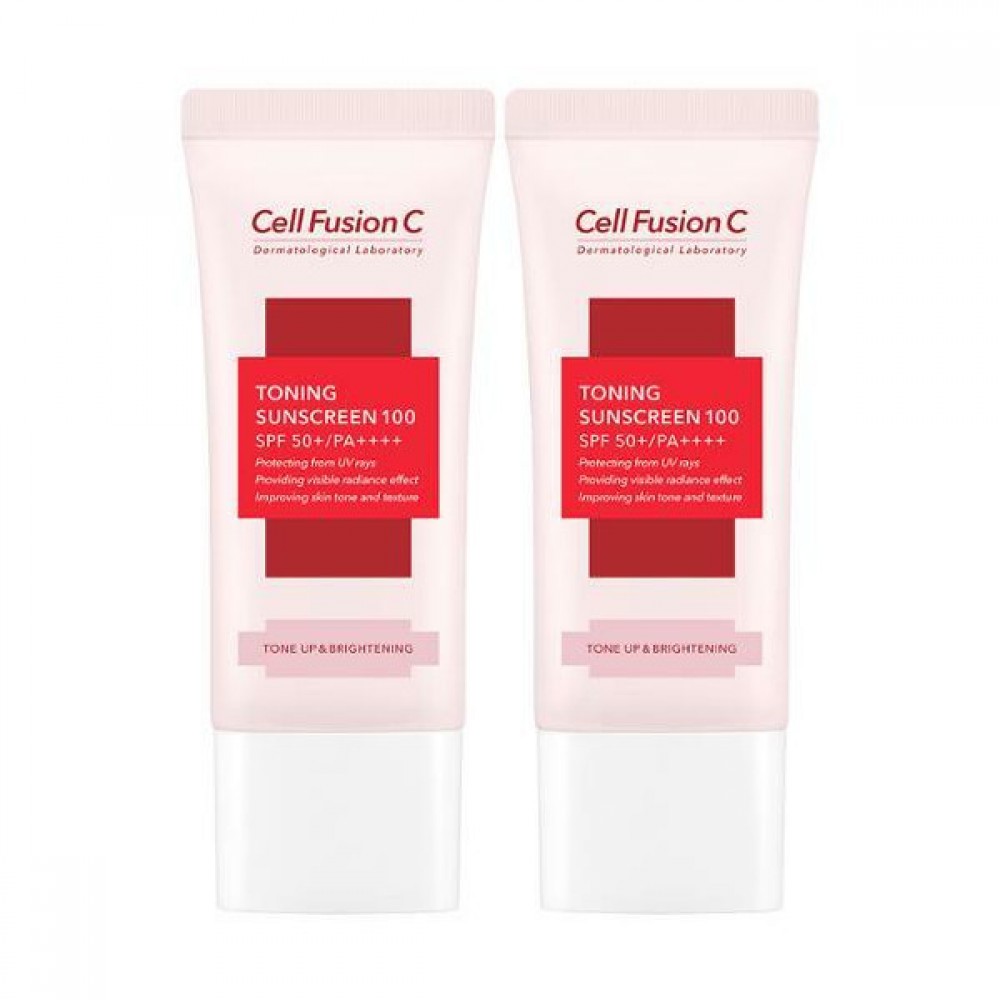 Cell Fusion C
Dermatological Laboratory
TONING
SUNSCREEN 100
SPF 50+/PA++++
Protecting from UV rays
Providing visible radiance effect
Improving skin tone and texture
TONE UP & BRIGHTENING
Cell Fusion C
Dermatological Laboratory
TONING
SUNSCREEN 100
SPF 50+/PA++++
Protecting from UV rays
Providing visible radiance effect
Improving skin tone and texture
TONE UP & BRIGHTENING